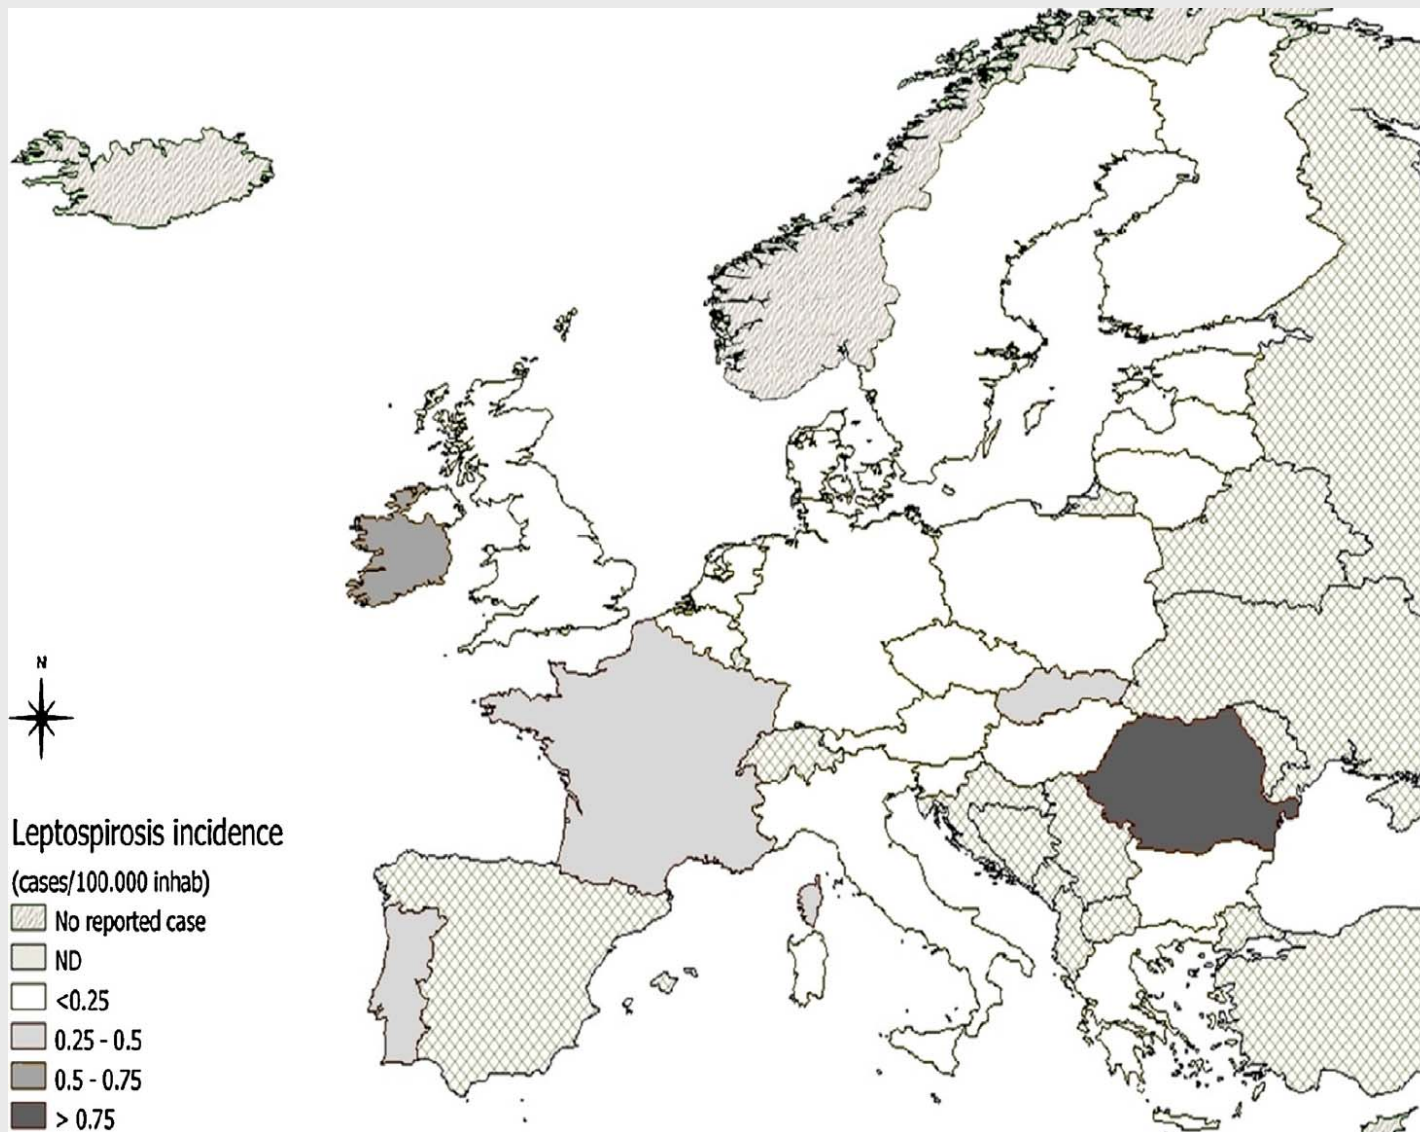 N
Leptospirosis incidence
(cases/100.000 inhab)
No reported case
ND
<0.25
0.25 - 0.5
0.5 - 0.75
> 0.75